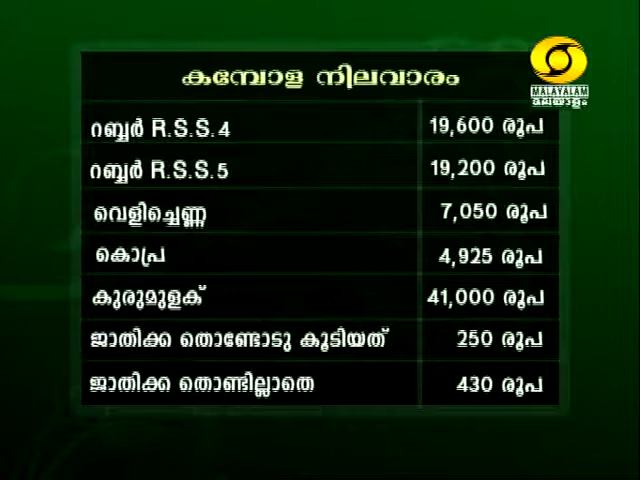 കമ്പോള നിലവാരം
MALAYALAM
മലയാളം
റബ്ബർ R.S.S.4 19,600 രൂപ
റബ്ബർ R.S.S.5 19,200 രൂപ
വെളിച്ചെണ്ണ 7,050 രൂപ
കൊപ്ര 4,925 രൂപ
കുരുമുളക് 41,000 രൂപ
ജാതിക്ക തൊണ്ടോടു കൂടിയത് 250 രൂപ
ജാതിക്ക തൊണ്ടില്ലാതെ 430 രൂപ